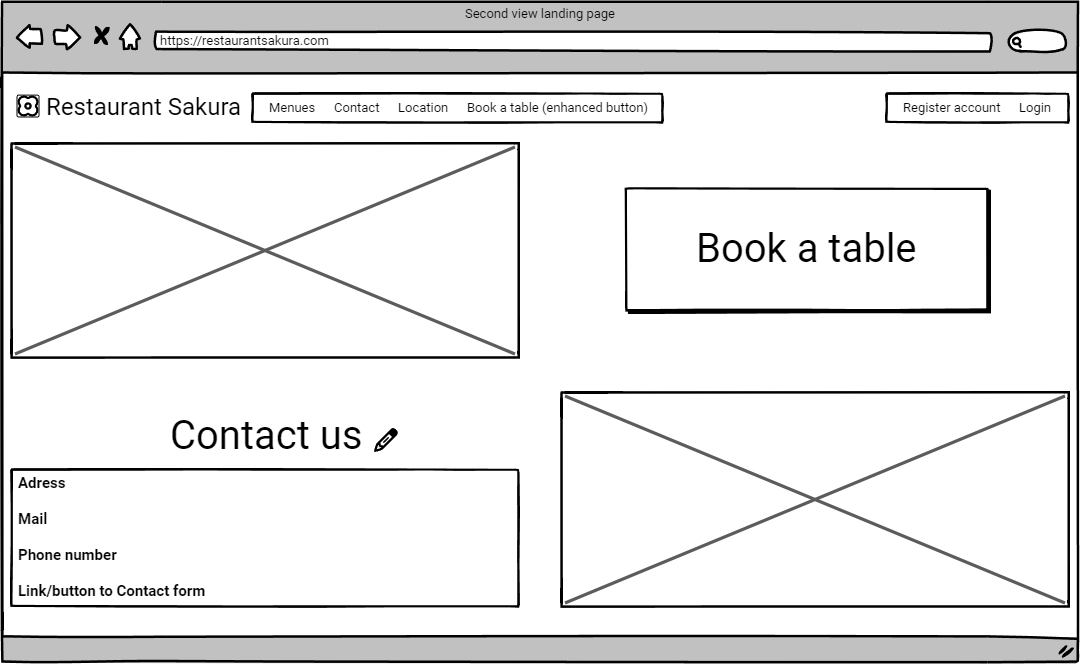 Second view landing page
https://restaurantsakura.com
Restaurant Sakura
Menues Contact Location Book a table (enhanced button)
Register account Login
Book a table
Contact us
Adress
Mail
Phone number
Link/button to Contact form